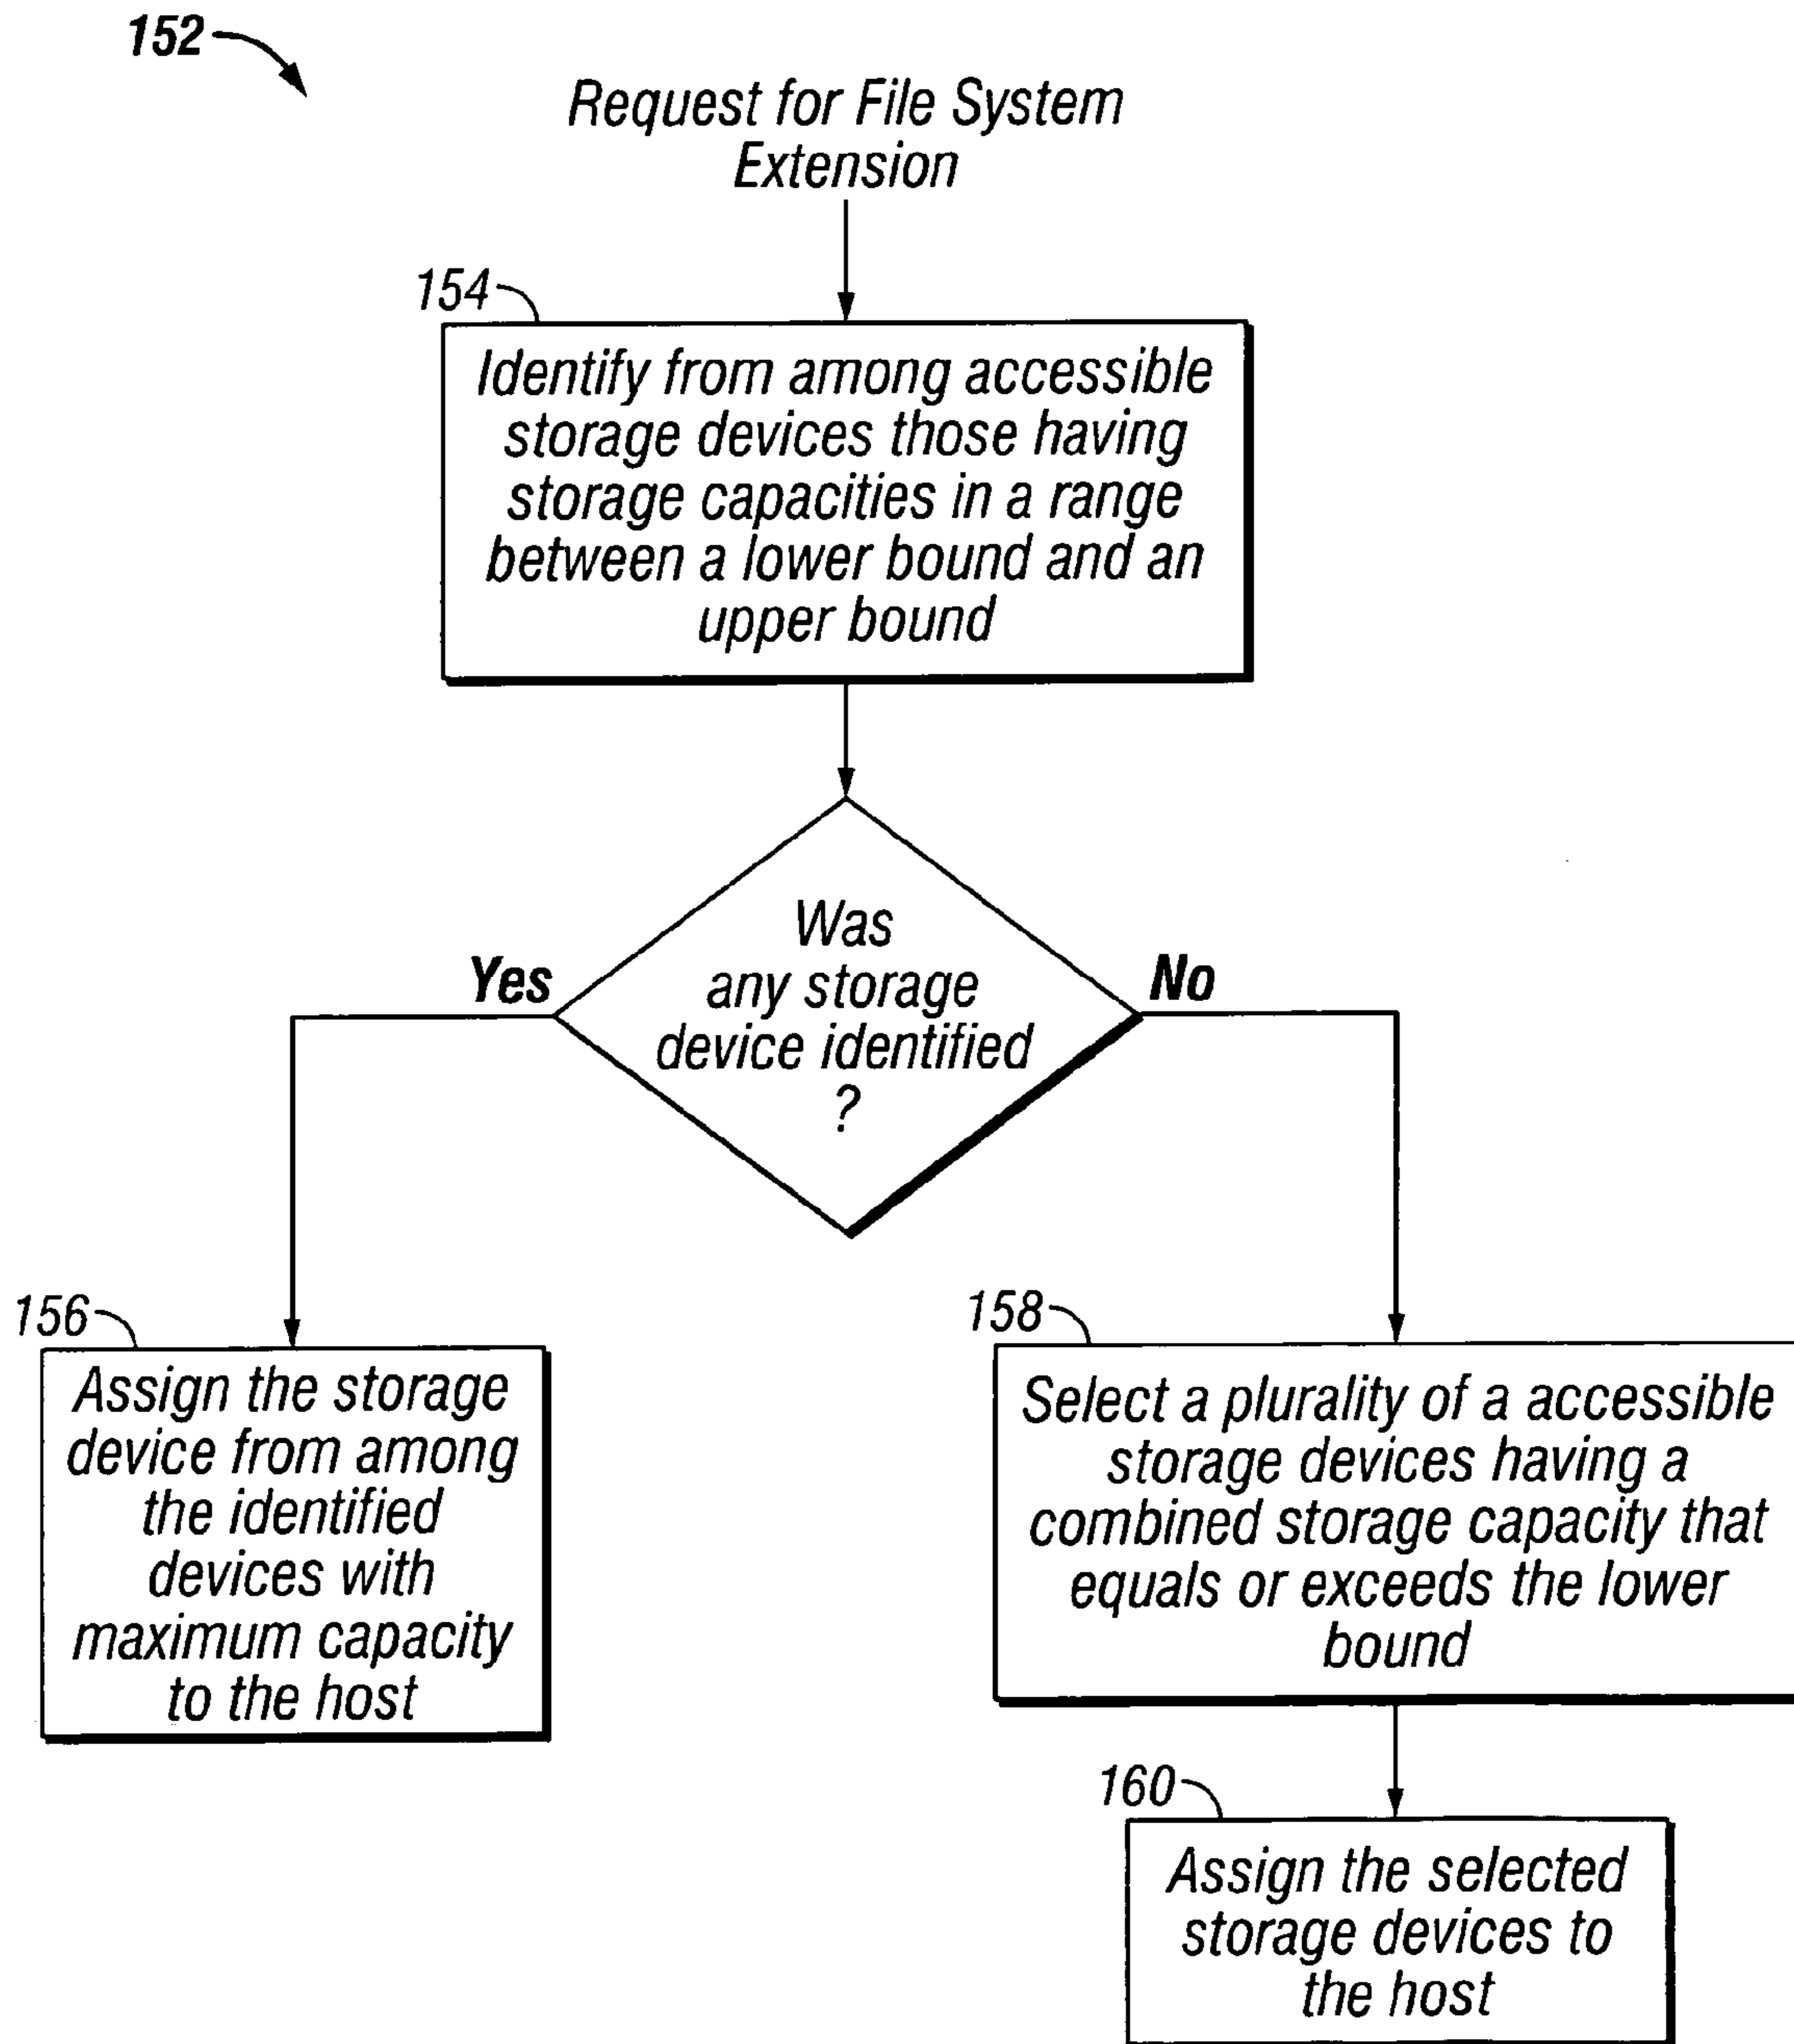 152
Request for File System
Extension
154
Identify from among accessible
storage devices those having
storage capacities in a range
between a lower bound and an
upper bound
Was
any storage
device identified
?
Yes
No
156
Assign the storage
device from among
the identified
devices with
maximum capacity
to the host
158
Select a plurality of a accessible
storage devices having a
combined storage capacity that
equals or exceeds the lower
bound
160
Assign the selected
storage devices to
the host